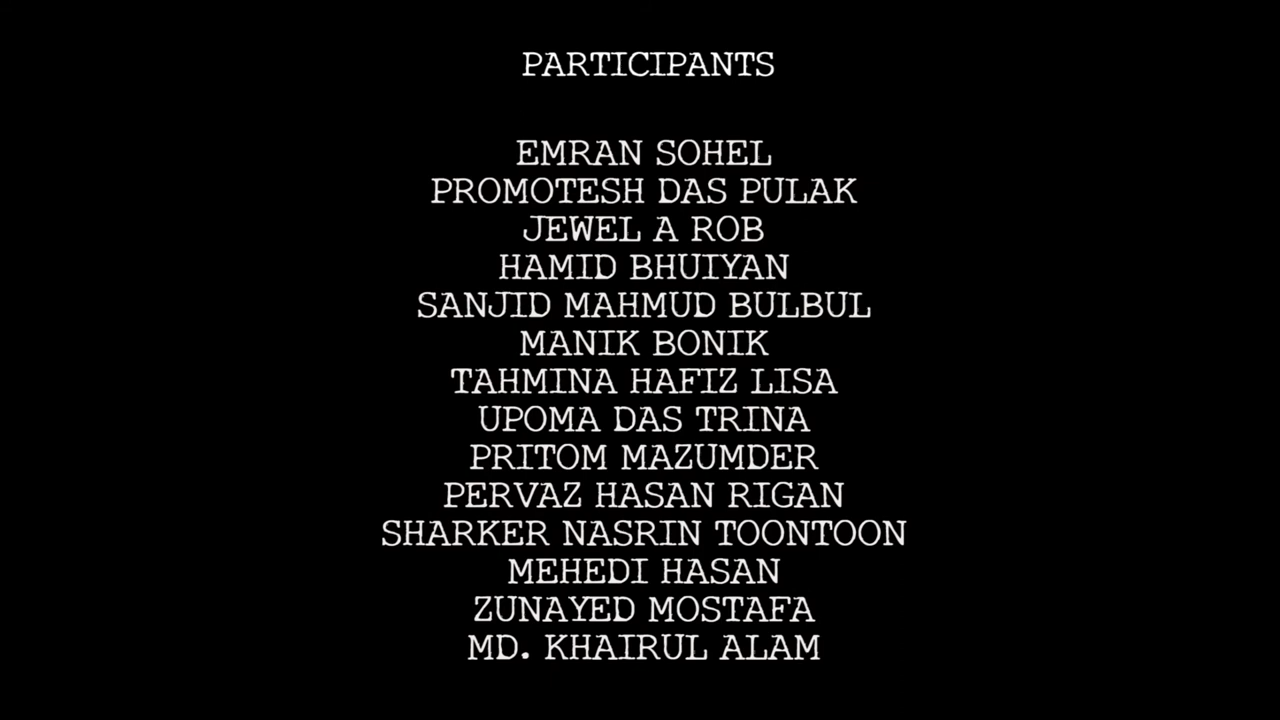 PARTICIPANTS
EMRAN SOHEL
PROMOTESH DAS PULAK
JEWEL A ROB
HAMID BHUIYAN
SANJID MAHMUD BULBUL
MANIK BONIK
TAHMINA HAFIZ LISA
UPOMA DAS TRINA
PRITOM MAZUMDER
PERVAZ HASAN RIGAN
SHARKER NASRIN TOONTOON
MEHEDI HASAN
ZUNAYED MOSTAFA
MD. KHAIRUL ALAM